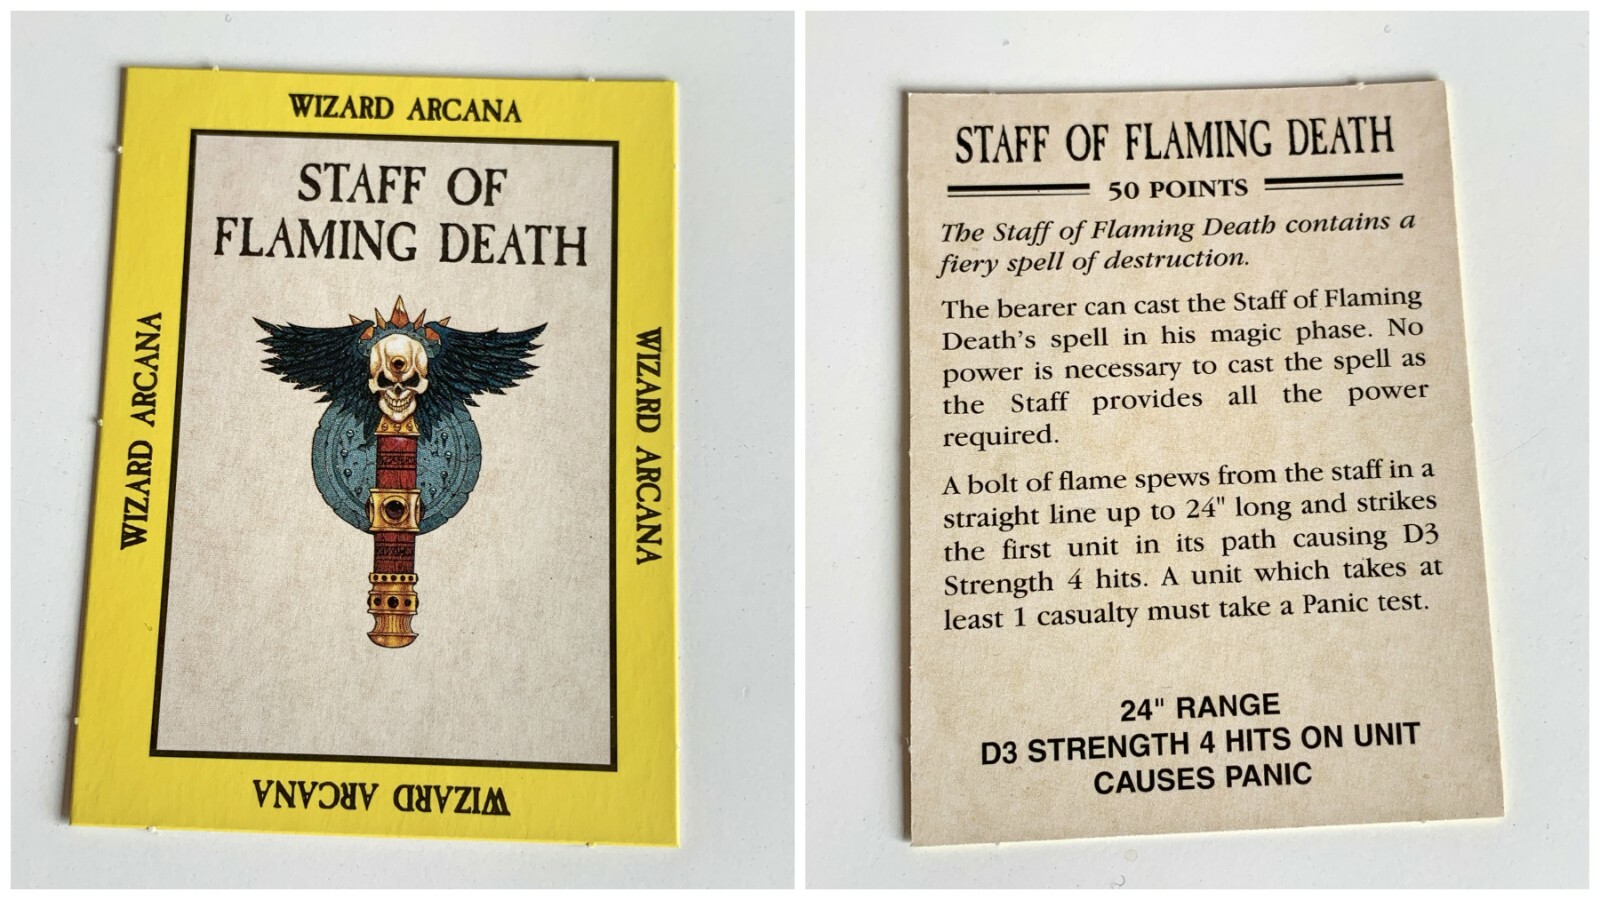 WIZARD ARCANA
STAFF OF
FLAMING DEATH
WIZARD ARCANA
WIZARD ARCANA
WIZARD ARCANA
STAFF OF FLAMING DEATH
50 POINTS
The Staff of Flaming Death contains a
fiery spell of destruction.
The bearer can cast the Staff of Flaming
Death's spell in his magic phase. No
power is necessary to cast the spell as
the Staff provides all the power
required.
A bolt of flame spews from the staff in a
straight line up to 24" long and strikes
the first unit in its path causing D3
Strength 4 hits. A unit which takes at
least 1 casualty must take a Panic test.
24" RANGE
D3 STRENGTH 4 HITS ON UNIT
CAUSES PANIC